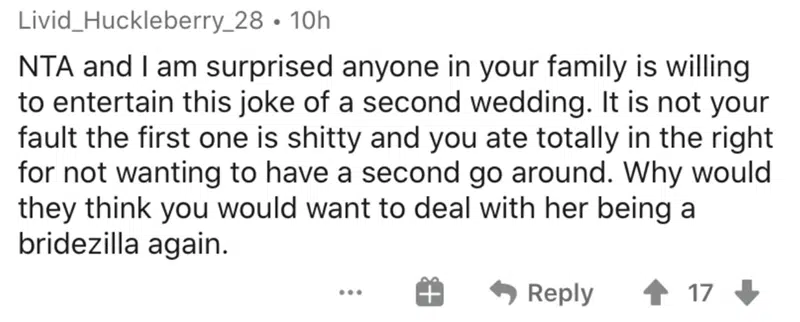 Livid_Huckleberry_28 • 10h
NTA and I am surprised anyone in your family is willing
to entertain this joke of a second wedding. It is not your
fault the first one is shitty and you ate totally in the right
for not wanting to have a second go around. Why would
they think you would want to deal with her being a
bridezilla again.
Reply 17